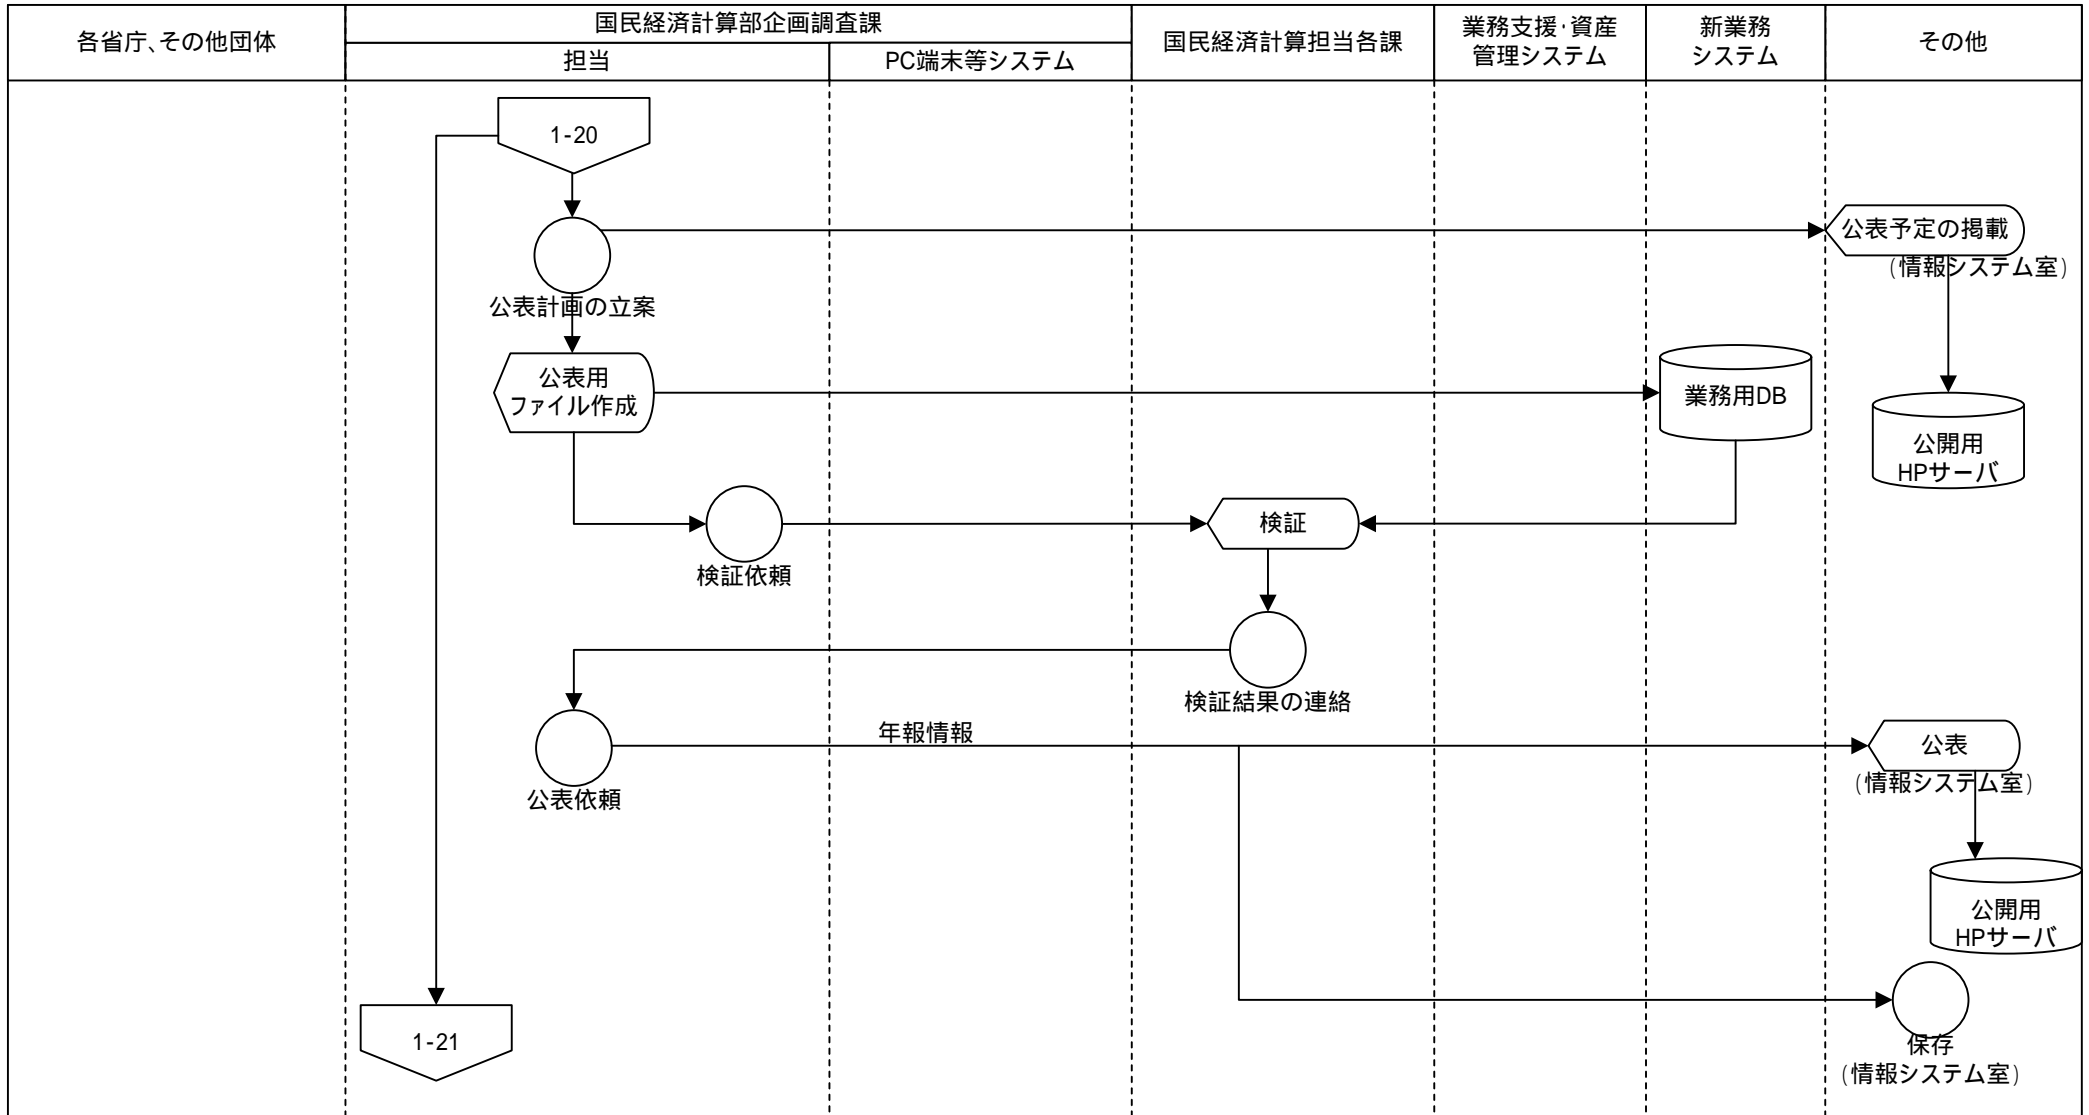 各省庁、その他団体
国民経済計算部企画調査課
担当
PC端末等システム
国民経済計算担当各課
業務支援・資産
管理システム
新業務
システム
その他
1-20
公表予定の掲載
(情報システム室)
公表計画の立案
公表用
ファイル作成
業務用DB
公開用
HPサーバ
検証
検証依頼
検証結果の連絡
年報情報
公表
(情報システム室)
公表依頼
公開用
HPサーバ
1-21
保存
(情報システム室)